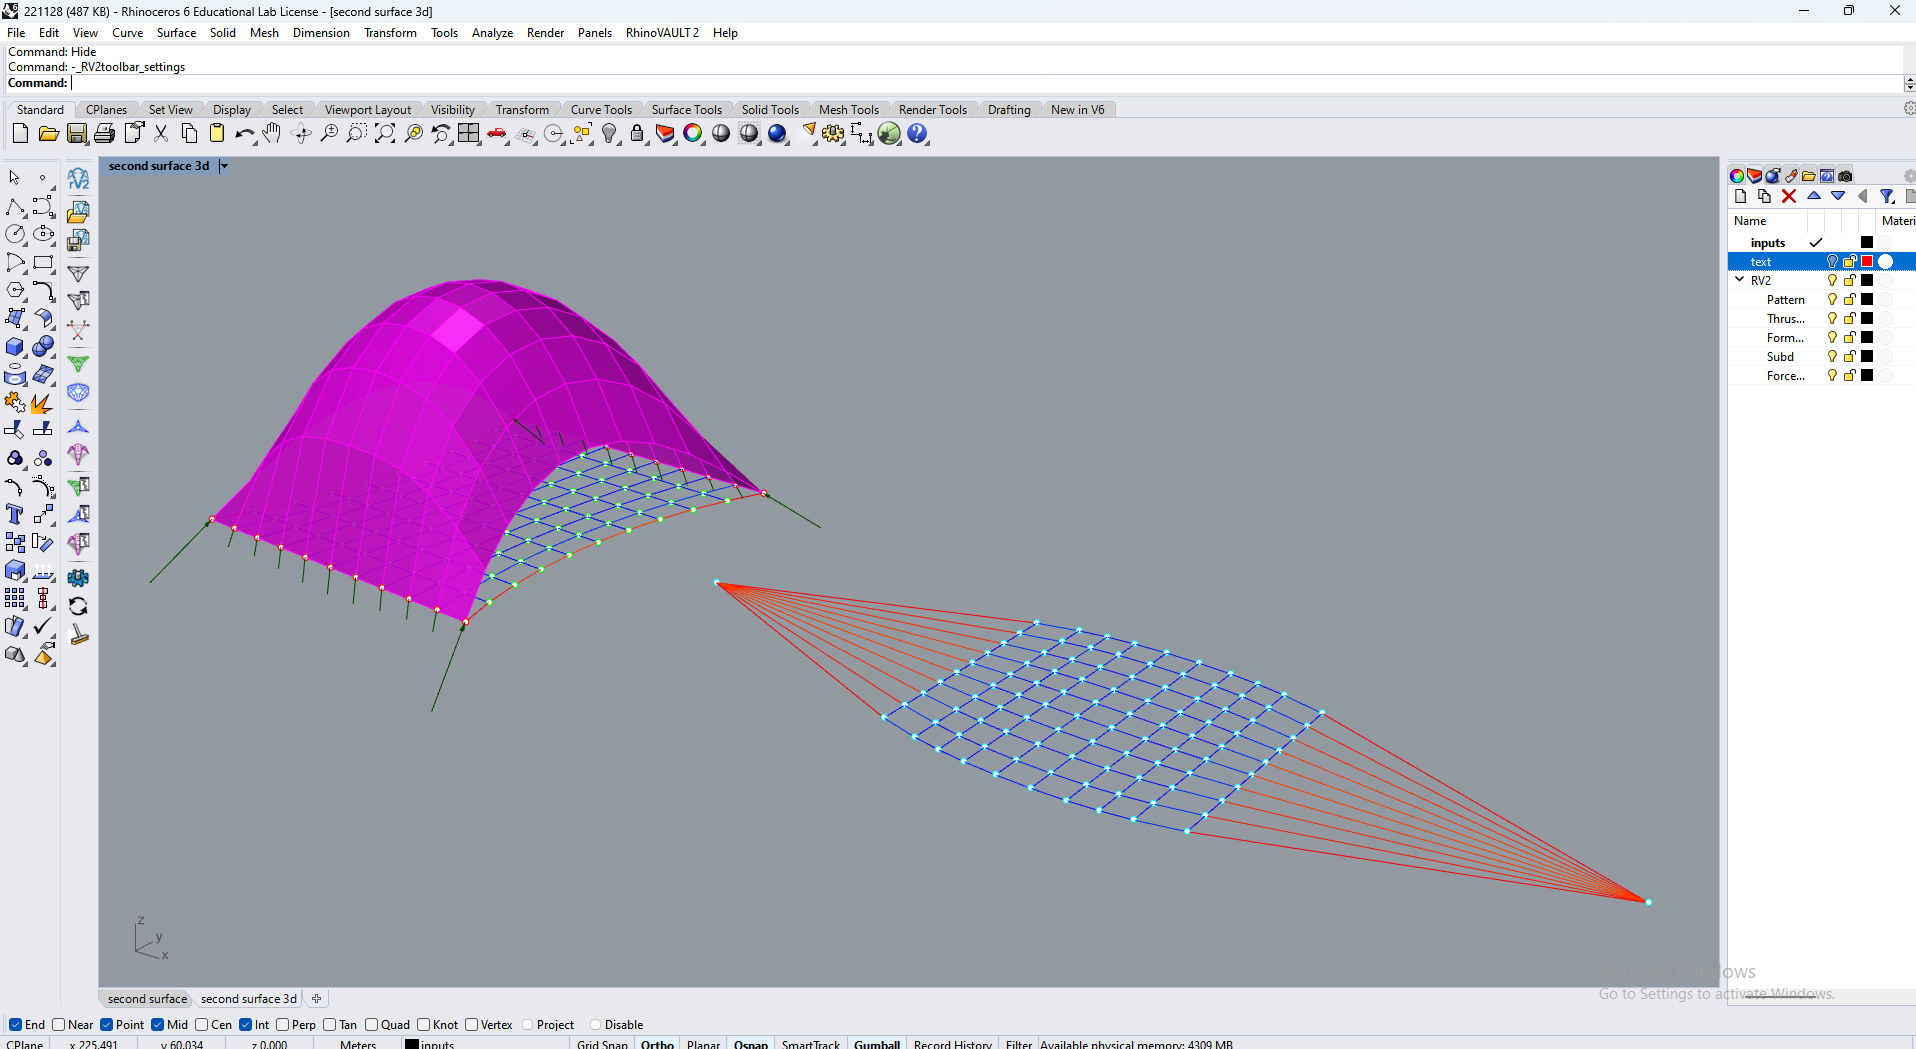 221128 (487 KB) - Rhinoceros 6 Educational Lab License - [second surface 3d]
File Edit View Curve Surface Solid Mesh Dimension Transform Tools Analyze Render Panels RhinoVAULT 2 Help
Command: Hide
Command: -_RV2toolbar_settings
Command:
Standard CPlanes Set View Display Select Viewport Layout Visibility Transform Curve Tools Surface Tools Solid Tools Mesh Tools Render Tools Drafting New in V6
second surface 3d
rV2
Name Materi
inputs
text
RV2
Pattern
Thrus...
Form...
Subd
Force...
z
y
x
Activate Windows
Go to Settings to activate Windows.
second surface second surface 3d
End Near Point Mid Cen Int Perp Tan Quad Knot Vertex Project Disable
CPlane x 225.491 y 60.034 z 0.000 Meters inputs Grid Snap Ortho Planar Osnap SmartTrack Gumball Record History Filter Available physical memory: 4309 MB